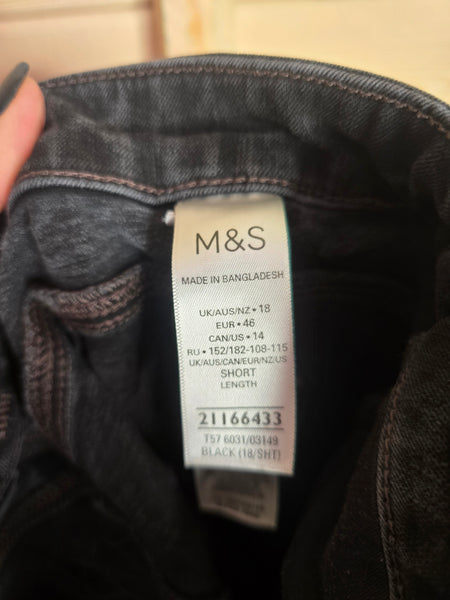 M&S
MADE IN BANGLADESH
UK/AUS/NZ • 18
EUR • 46
CAN/US • 14
RU • 152/182-108-115
UK/AUS/CAN/EUR/NZ/US
SHORT
LENGTH
21166433
T57 6031/03149
BLACK (18/SHT)